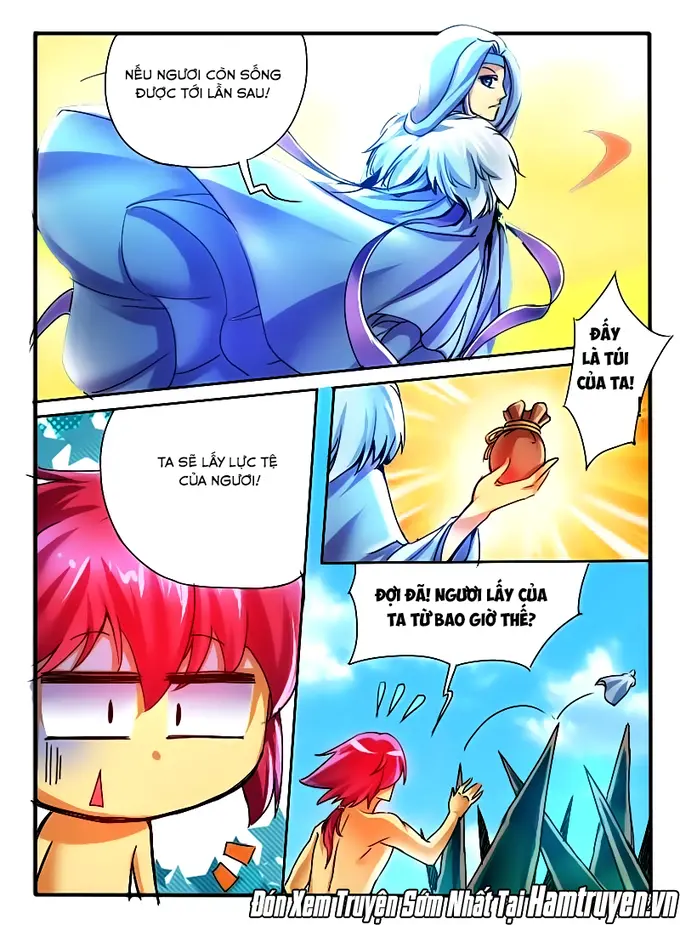 NẾU NGƯƠI CÒN SỐNG
ĐƯỢC TỚI LẦN SAU!
ĐẤY
LÀ TÚI
CỦA TA!
TA SẼ LẤY LỰC TỆ
CỦA NGƯƠI!
ĐỢI ĐÃ! NGƯƠI LẤY CỦA
TA TỪ BAO GIỜ THẾ?
Đón Xem Truyện Sớm Nhất Tại Hamtruyen.vn